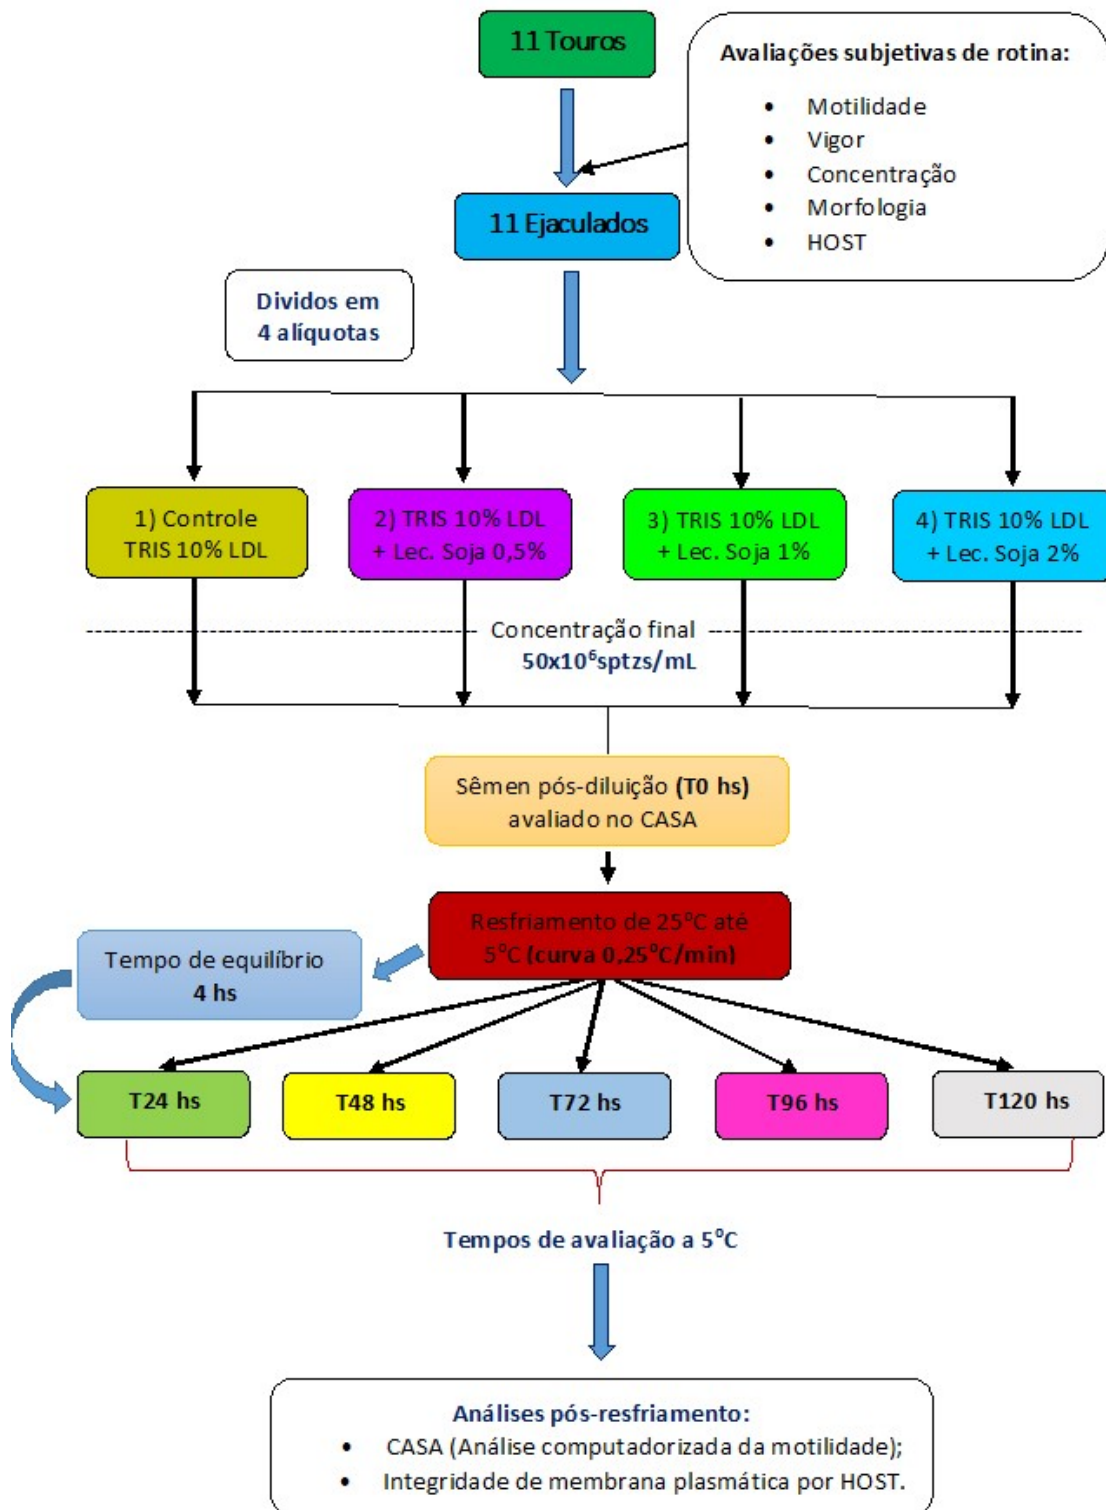 11 Touros
Avaliações subjetivas de rotina:
• Motilidade
• Vigor
• Concentração
• Morfologia
• HOST
11 Ejaculados
Dividos em
4 alíquotas
1) Controle
TRIS 10% LDL
2) TRIS 10% LDL
+ Lec. Soja 0,5%
3) TRIS 10% LDL
+ Lec. Soja 1%
4) TRIS 10% LDL
+ Lec. Soja 2%
Concentração final
50x10⁶sptzs/mL
Sêmen pós-diluição (T0 hs)
avaliado no CASA
Resfriamento de 25ºC até
5ºC (curva 0,25ºC/min)
Tempo de equilíbrio
4 hs
T24 hs
T48 hs
T72 hs
T96 hs
T120 hs
Tempos de avaliação a 5ºC
Análises pós-resfriamento:
• CASA (Análise computadorizada da motilidade);
• Integridade de membrana plasmática por HOST.